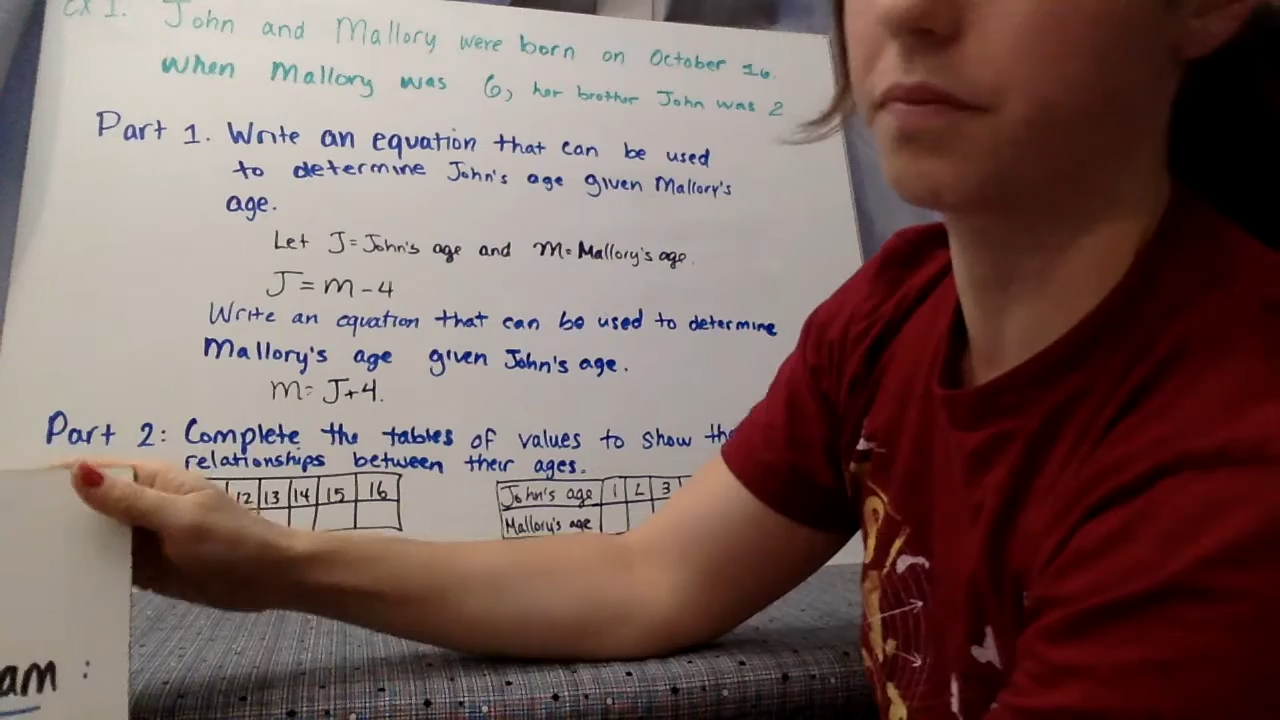 Ex 1. John and Mallory were born on October 16.
When Mallory was 6, her brother John was 2
Part 1. Write an equation that can be used
to determine John's age given Mallory's
age.
Let J=John's age and m=Mallory's age.
J=m-4
Write an equation that can be used to determine
Mallory's age given John's age.
m=J+4.
Part 2: Complete the tables of values to show the
relationships between their ages.
12 13 14 15 16
John's age 1 2 3
Mallory's age
am: